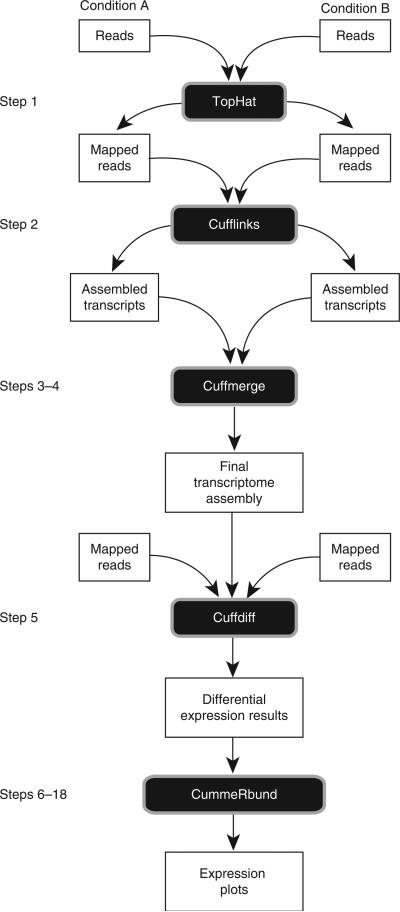 Condition A
Condition B
Reads
Reads
Step 1
TopHat
Mapped
reads
Mapped
reads
Step 2
Cufflinks
Assembled
transcripts
Assembled
transcripts
Steps 3–4
Cuffmerge
Final
transcriptome
assembly
Mapped
reads
Mapped
reads
Step 5
Cuffdiff
Differential
expression results
Steps 6–18
CummeRbund
Expression
plots